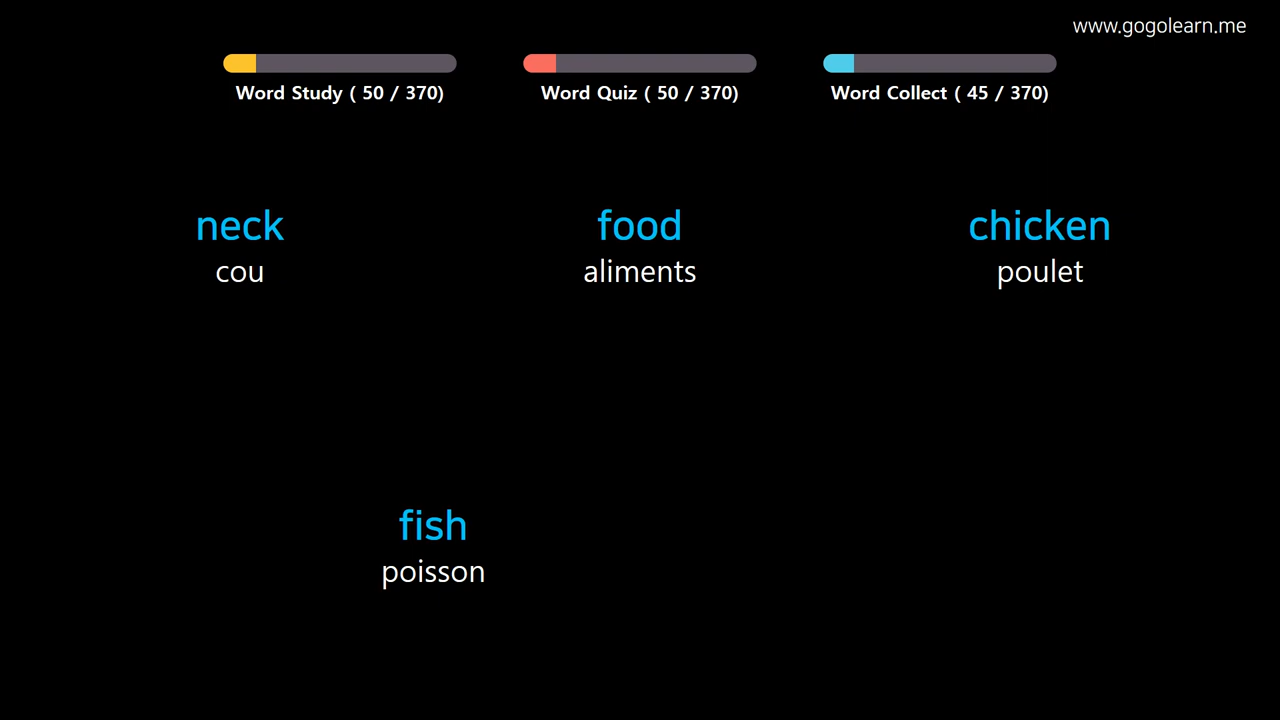 www.gogolearn.me
Word Study ( 50 / 370)
Word Quiz ( 50 / 370)
Word Collect ( 45 / 370)
neck
cou
food
aliments
chicken
poulet
fish
poisson